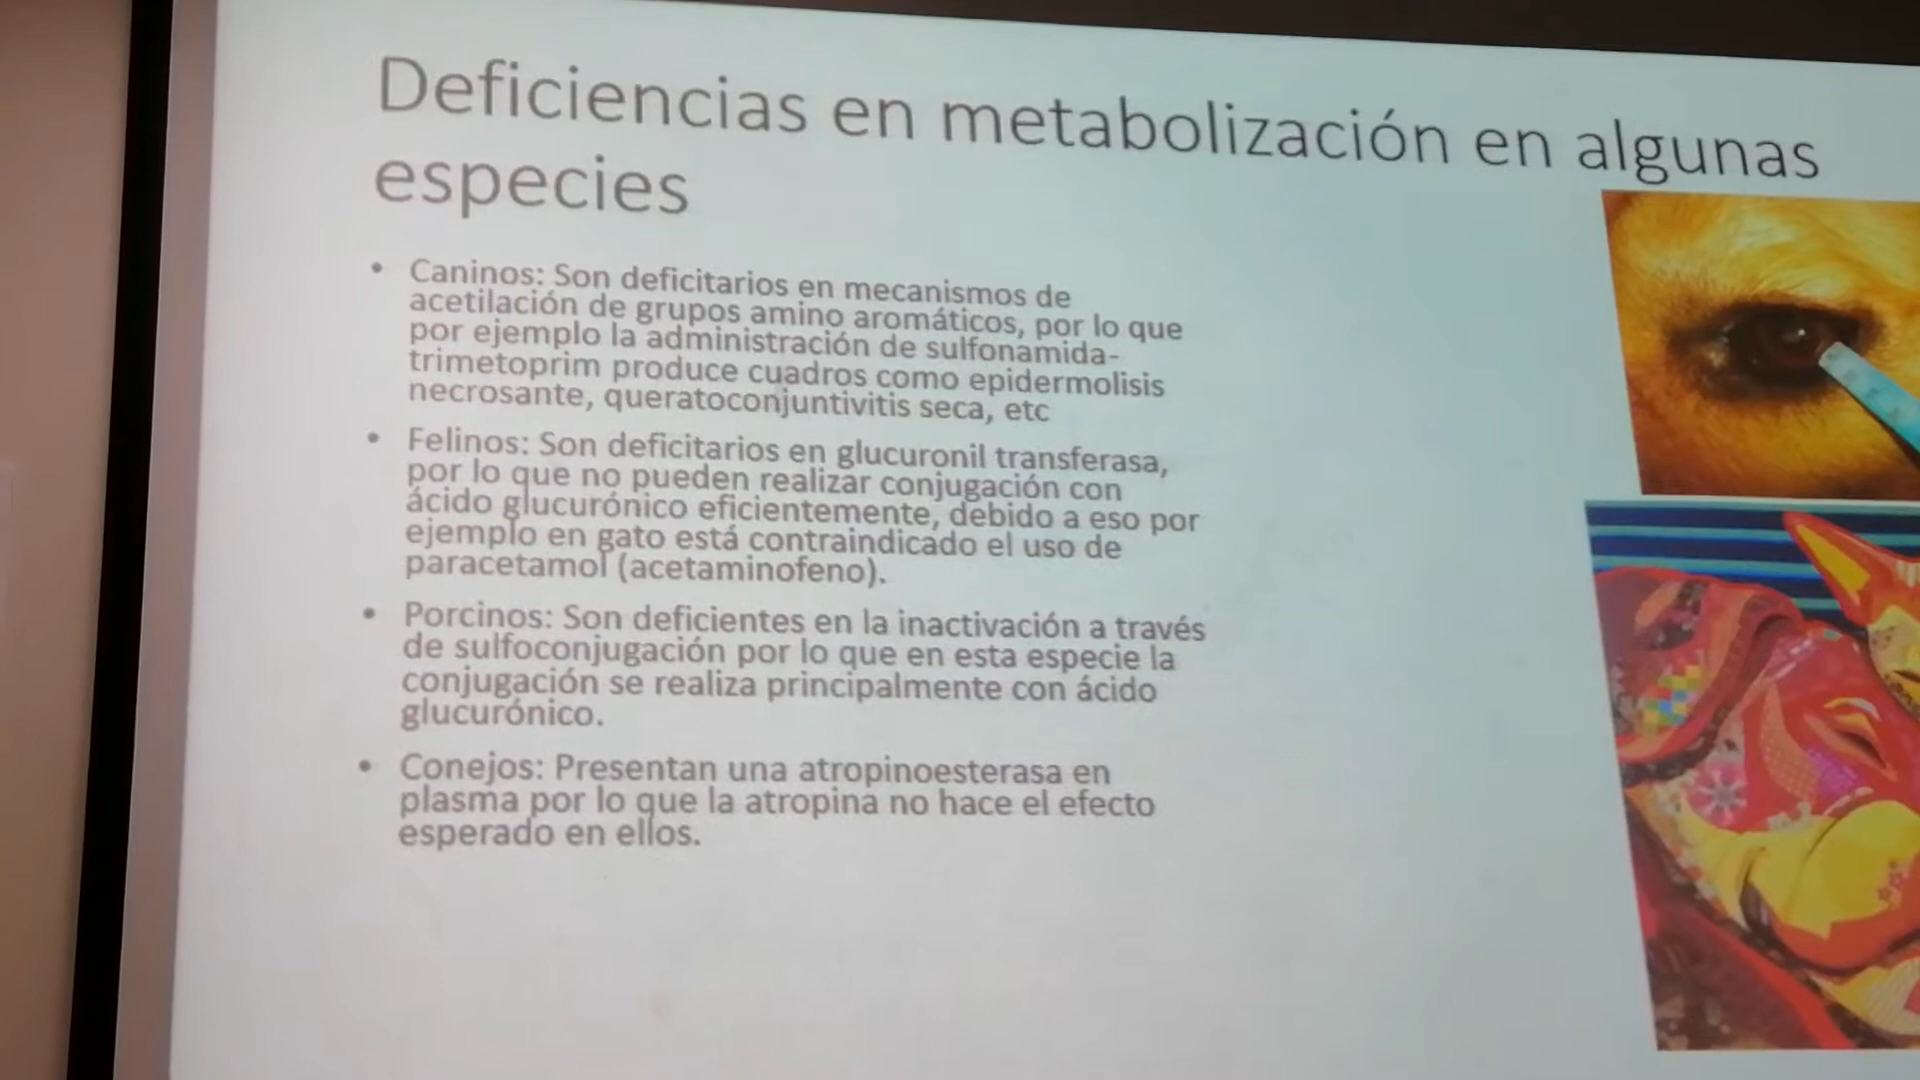 Deficiencias en metabolización en algunas
especies
• Caninos: Son deficitarios en mecanismos de
acetilación de grupos amino aromáticos, por lo que
por ejemplo la administración de sulfonamida-
trimetoprim produce cuadros como epidermolisis
necrosante, queratoconjuntivitis seca, etc
• Felinos: Son deficitarios en glucuronil transferasa,
por lo que no pueden realizar conjugación con
ácido glucurónico eficientemente, debido a eso por
ejemplo en gato está contraindicado el uso de
paracetamol (acetaminofeno).
• Porcinos: Son deficientes en la inactivación a través
de sulfoconjugación por lo que en esta especie la
conjugación se realiza principalmente con ácido
glucurónico.
• Conejos: Presentan una atropinoesterasa en
plasma por lo que la atropina no hace el efecto
esperado en ellos.